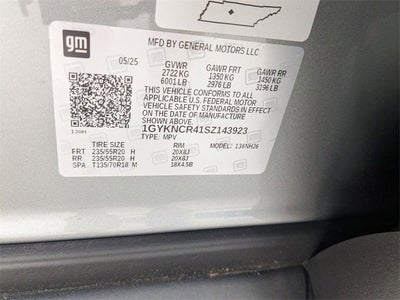 gm
MFD BY GENERAL MOTORS LLC
05/25 GVWR GAWR FRT GAWR RR
2722 KG 1350 KG 1450 KG
6001 LB 2976 LB 3196 LB
THIS VEHICLE CONFORMS TO ALL
APPLICABLE U.S. FEDERAL MOTOR
VEHICLE SAFETY
STANDARDS IN EFFECT ON THE DATE
OF MANUFACTURE SHOWN ABOVE.
1GYKNCR41SZ143923
TYPE: MPV MODEL: 136NH26
TIRE SIZE RIM
FRT 235/55R20 H 20X8J
RR 235/55R20 H 20X8J
SPA T135/70R18 M 18X4.5B